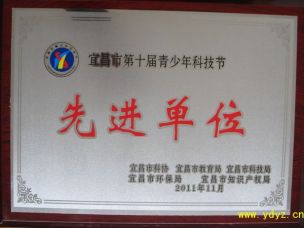 宜昌市第十届青少年科技节
先进单位
宜昌市科协 宜昌市教育局 宜昌市科技局
宜昌市环保局 宜昌市知识产权局
2011年11月
www.ydyz.cn